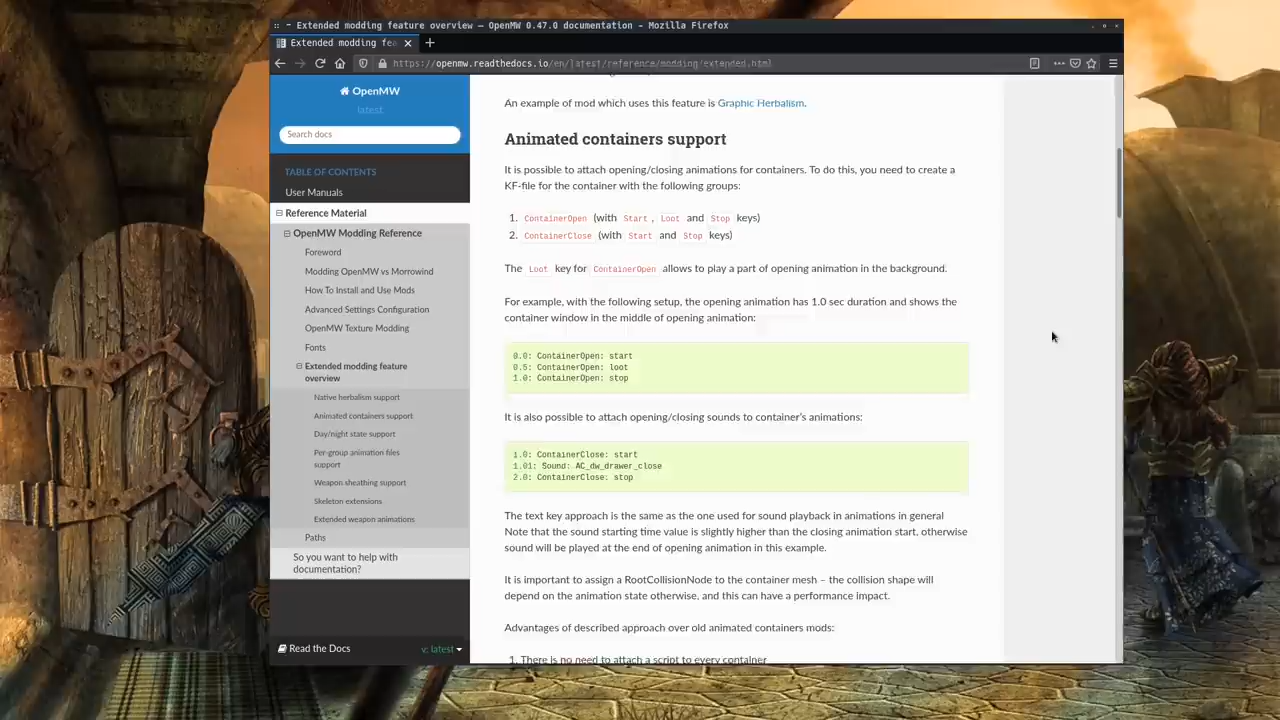 Extended modding feature overview — OpenMW 0.47.0 documentation - Mozilla Firefox
Extended modding fea
https://openmw.readthedocs.io/en/latest/reference/modding/extended.html
OpenMW
latest
Search docs
TABLE OF CONTENTS
User Manuals
Reference Material
OpenMW Modding Reference
Foreword
Modding OpenMW vs Morrowind
How To Install and Use Mods
Advanced Settings Configuration
OpenMW Texture Modding
Fonts
Extended modding feature
overview
Native herbalism support
Animated containers support
Day/night state support
Per-group animation files
support
Weapon sheathing support
Skeleton extensions
Extended weapon animations
Paths
So you want to help with
documentation?
Read the Docs
v: latest
An example of mod which uses this feature is Graphic Herbalism.
Animated containers support
It is possible to attach opening/closing animations for containers. To do this, you need to create a
KF-file for the container with the following groups:
1. ContainerOpen (with Start, Loot and Stop keys)
2. ContainerClose (with Start and Stop keys)
The Loot key for ContainerOpen allows to play a part of opening animation in the background.
For example, with the following setup, the opening animation has 1.0 sec duration and shows the
container window in the middle of opening animation:
0.0: ContainerOpen: start
0.5: ContainerOpen: loot
1.0: ContainerOpen: stop
It is also possible to attach opening/closing sounds to container's animations:
1.0: ContainerClose: start
1.01: Sound: AC_dw_drawer_close
2.0: ContainerClose: stop
The text key approach is the same as the one used for sound playback in animations in general
Note that the sound starting time value is slightly higher than the closing animation start, otherwise
sound will be played at the end of opening animation in this example.
It is important to assign a RootCollisionNode to the container mesh – the collision shape will
depend on the animation state otherwise, and this can have a performance impact.
Advantages of described approach over old animated containers mods:
1. There is no need to attach a script to every container